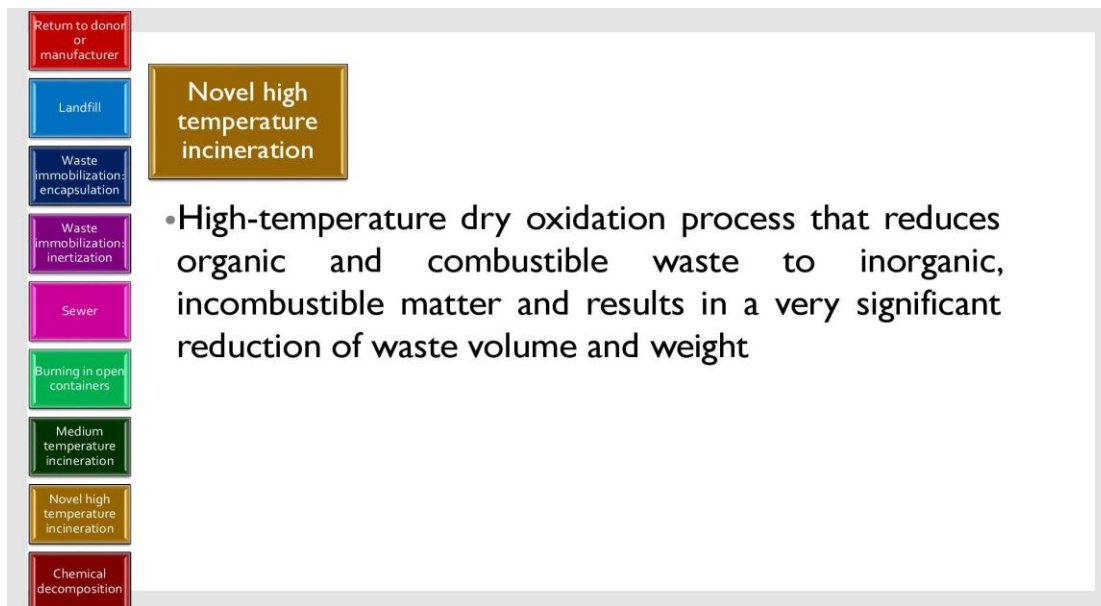 Return to donor
or
manufacturer
Landfill
Waste
immobilization:
encapsulation
Waste
immobilization:
inertization
Sewer
Burning in open
containers
Medium
temperature
incineration
Novel high
temperature
incineration
Chemical
decomposition
Novel high
temperature
incineration
•High-temperature dry oxidation process that reduces
organic and combustible waste to inorganic,
incombustible matter and results in a very significant
reduction of waste volume and weight